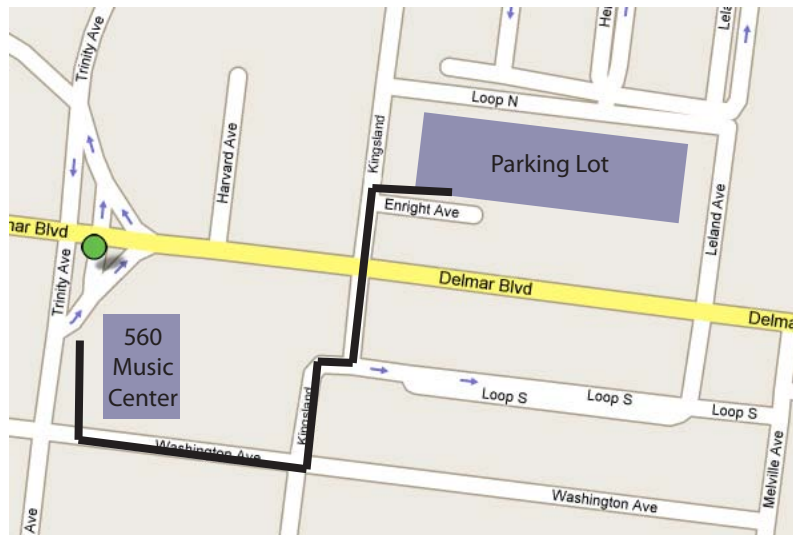 Trinity Ave
Harvard Ave
Kingsland
Loop N
Parking Lot
Enright Ave
Leland Ave
mar Blvd
Trinity Ave
Delmar Blvd
Delma
560
Music
Center
Kingsland
Loop S
Loop S
Loop S
Washington Ave
Washington Ave
Melville Ave
Ave